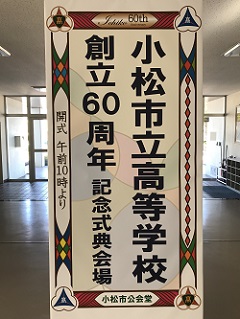 Ichiko 60th
小松市立高等学校
創立60周年 記念式典会場
開式 午前10時より
小松市公会堂